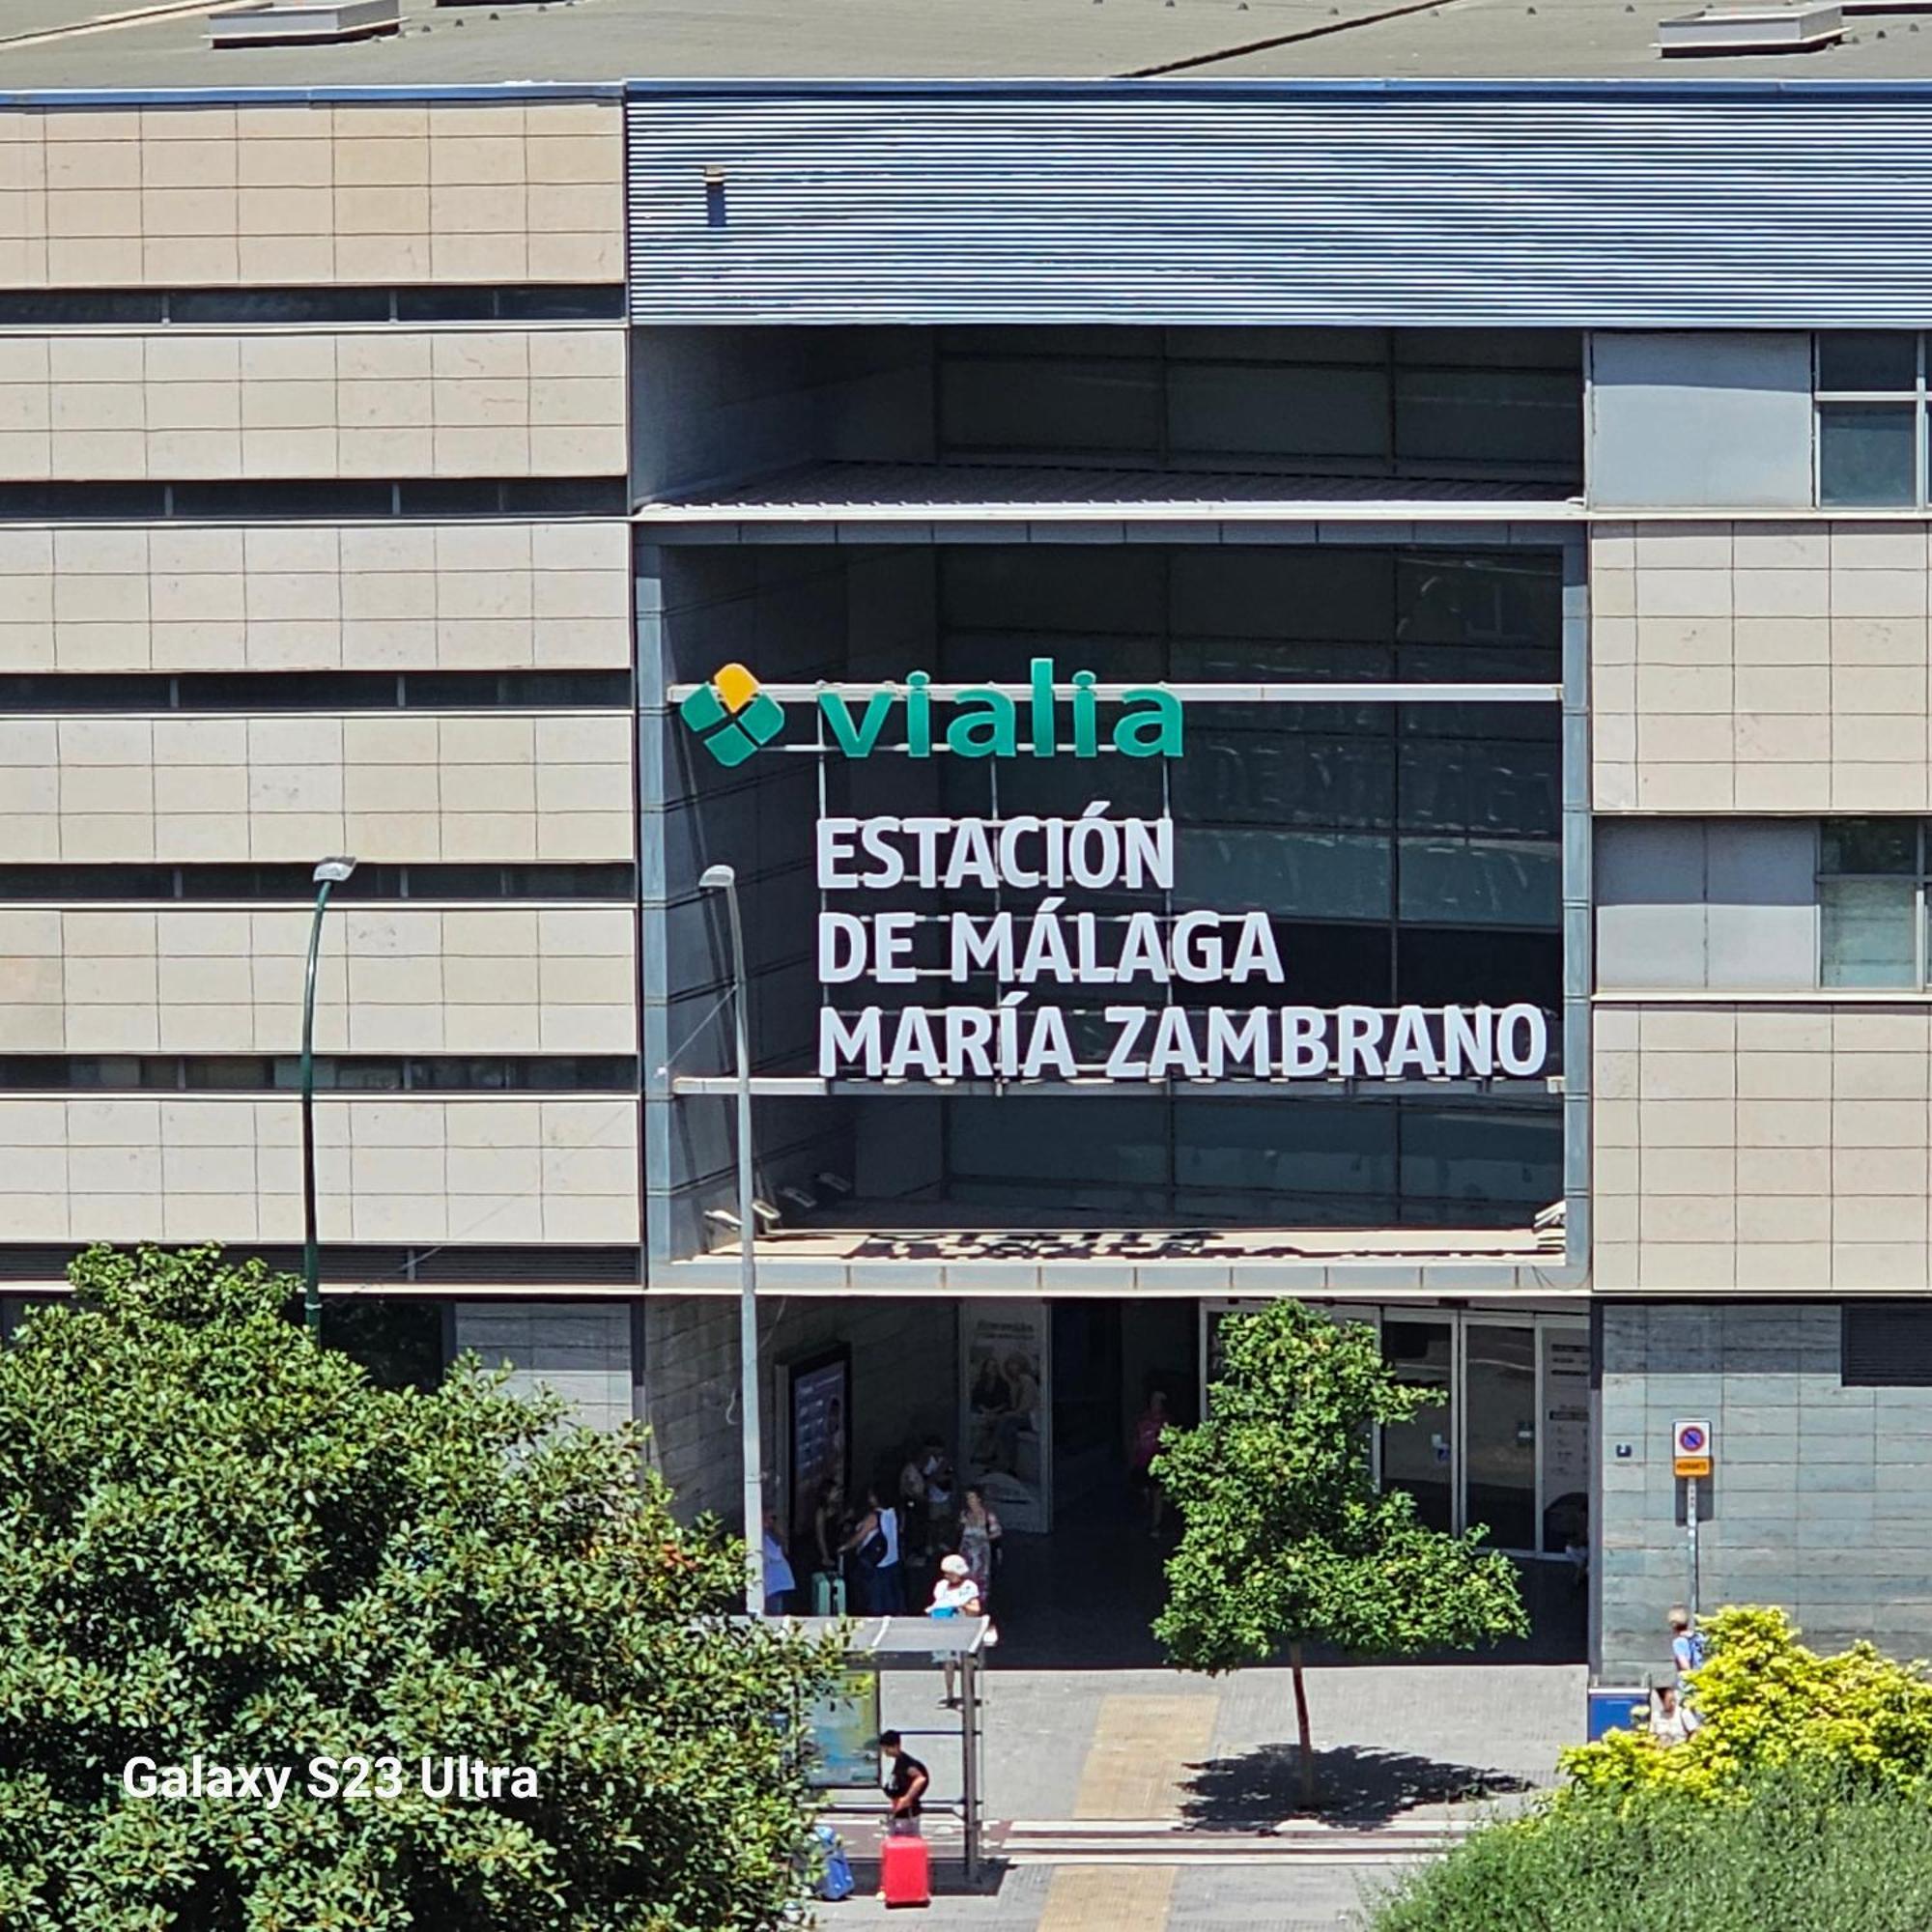 vialia
ESTACIÓN
DE MÁLAGA
MARÍA ZAMBRANO
Galaxy S23 Ultra